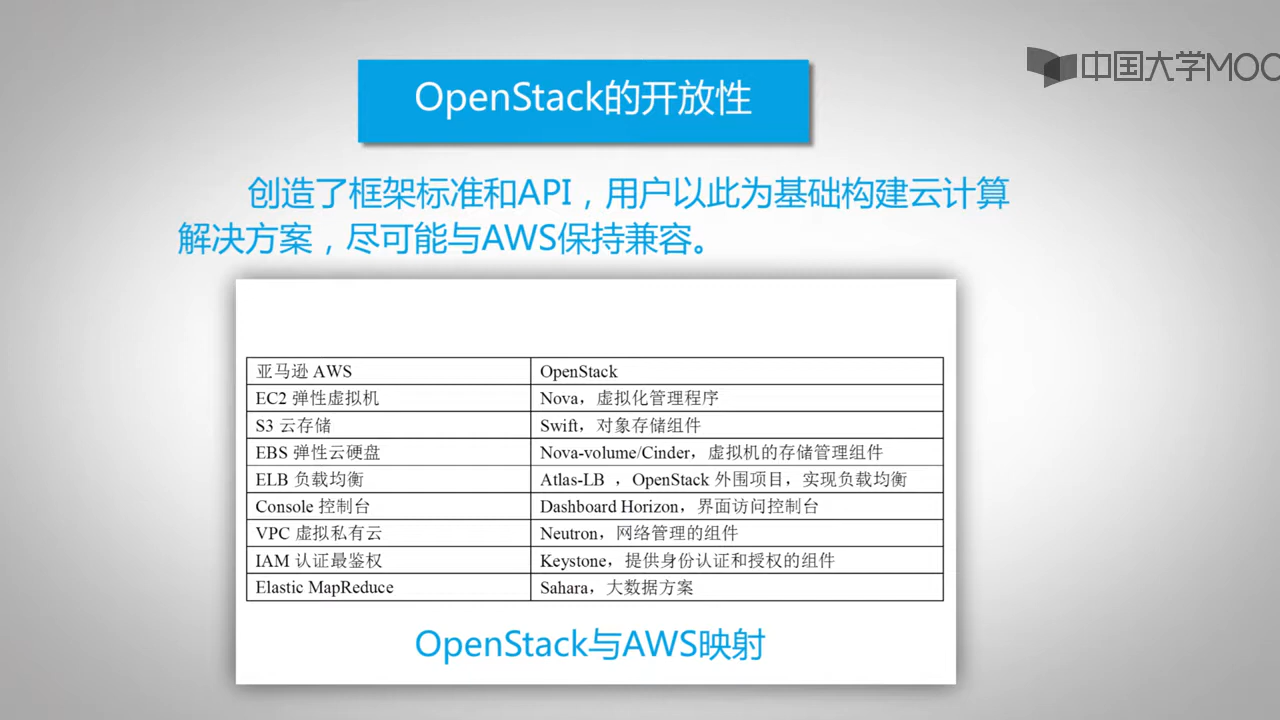 中国大学MOO
OpenStack的开放性
创造了框架标准和API，用户以此为基础构建云计算
解决方案，尽可能与AWS保持兼容。
亚马逊 AWS OpenStack
EC2 弹性虚拟机 Nova，虚拟化管理程序
S3 云存储 Swift，对象存储组件
EBS 弹性云硬盘 Nova-volume/Cinder，虚拟机的存储管理组件
ELB 负载均衡 Atlas-LB ，OpenStack 外围项目，实现负载均衡
Console 控制台 Dashboard Horizon，界面访问控制台
VPC 虚拟私有云 Neutron，网络管理的组件
IAM 认证最鉴权 Keystone，提供身份认证和授权的组件
Elastic MapReduce Sahara，大数据方案
OpenStack与AWS映射